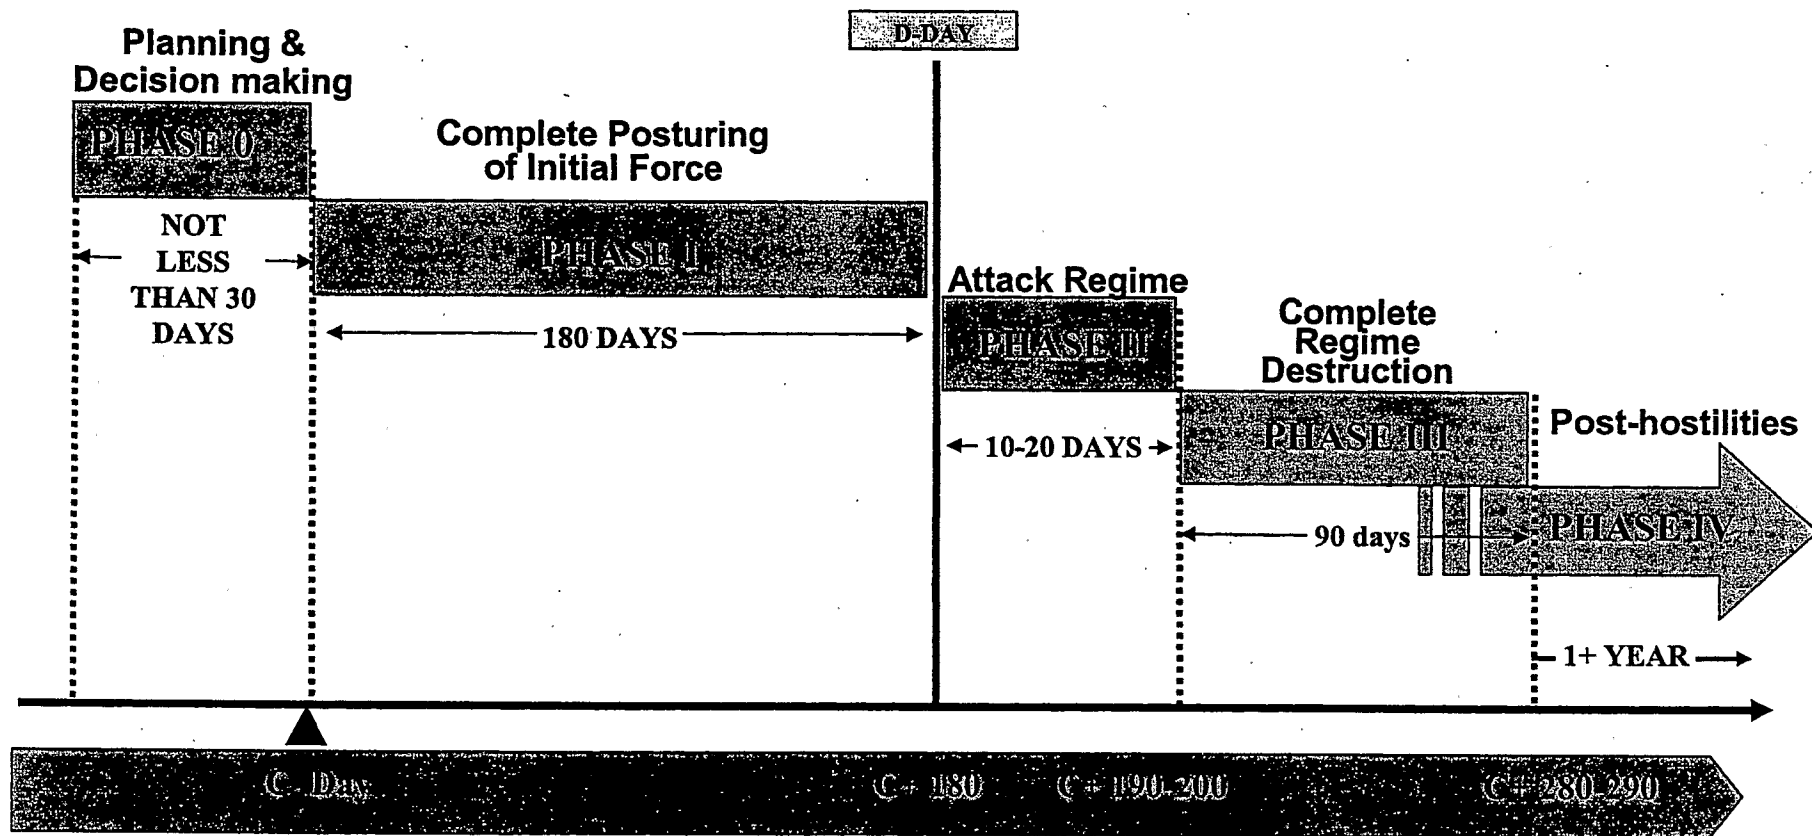 D-DAY
Planning &
Decision making
PHASE 0
NOT
LESS
THAN 30
DAYS
Complete Posturing
of Initial Force
PHASE I
180 DAYS
Attack Regime
PHASE II
10-20 DAYS
Complete
Regime
Destruction
PHASE III
90 days
Post-hostilities
PHASE IV
1+ YEAR
C - Day
C + 180
C + 190-200
C + 280-290